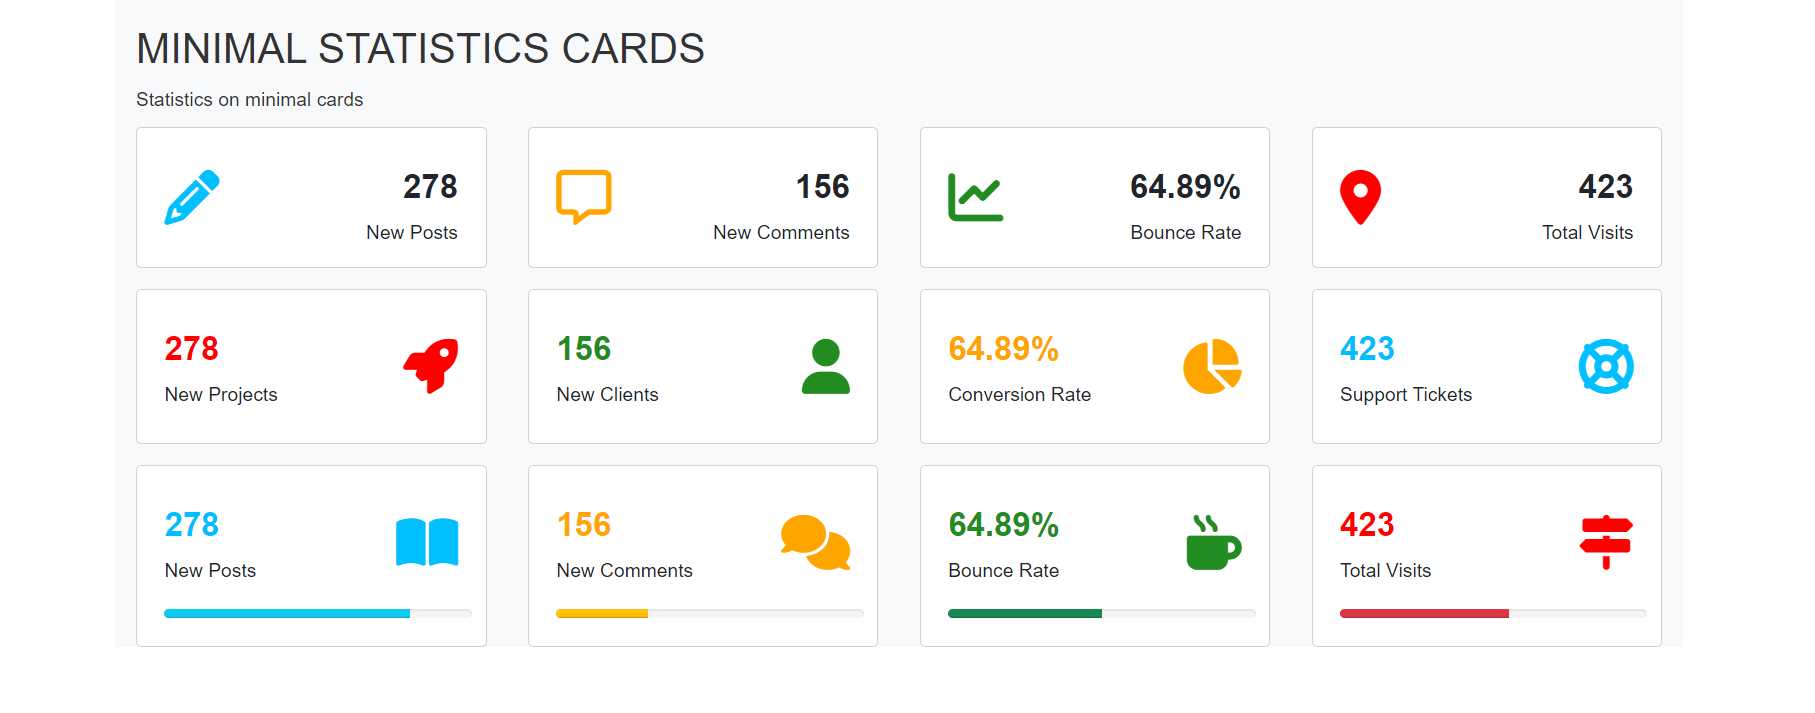 MINIMAL STATISTICS CARDS
Statistics on minimal cards
278
New Posts
156
New Comments
64.89%
Bounce Rate
423
Total Visits
278
New Projects
156
New Clients
64.89%
Conversion Rate
423
Support Tickets
278
New Posts
156
New Comments
64.89%
Bounce Rate
423
Total Visits